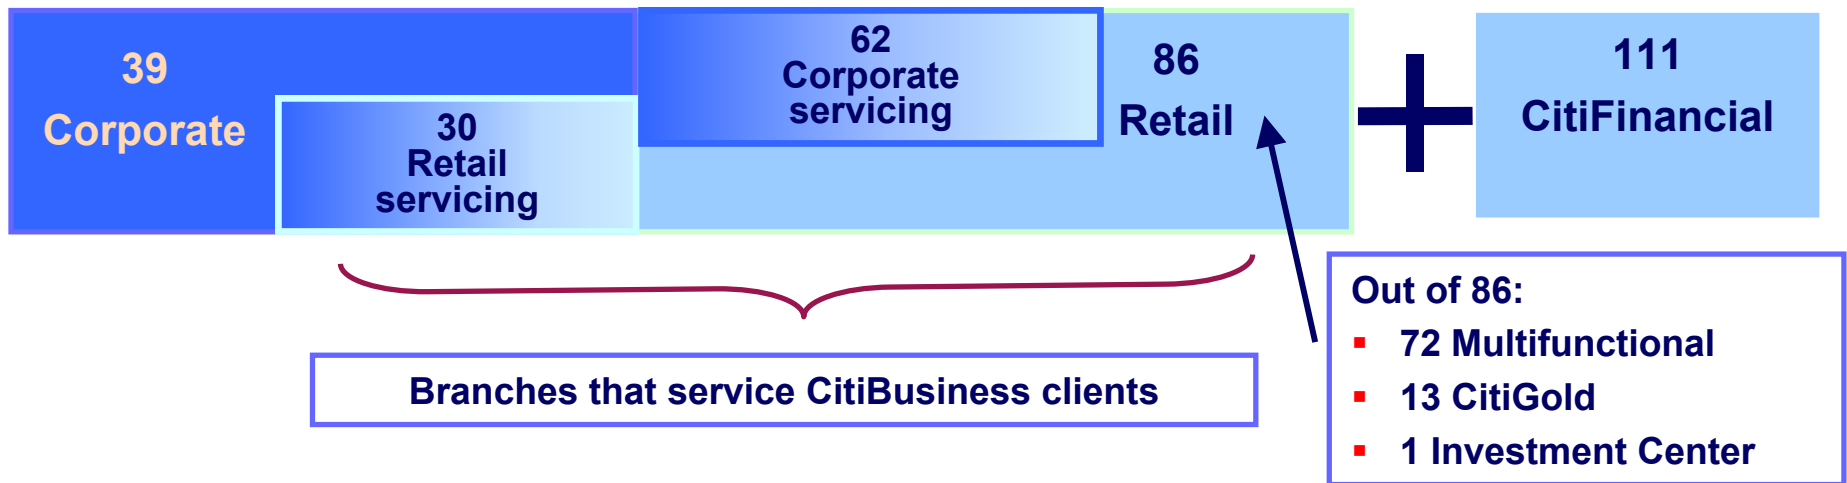 39
Corporate
30
Retail
servicing
62
Corporate
servicing
86
Retail
111
CitiFinancial
Branches that service CitiBusiness clients
Out of 86:
▪ 72 Multifunctional
▪ 13 CitiGold
▪ 1 Investment Center